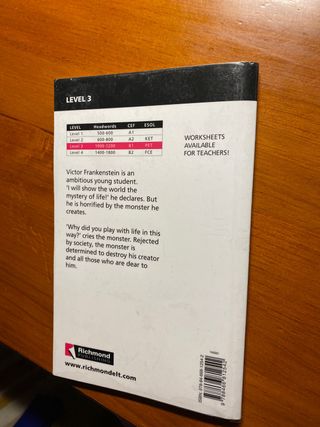 LEVEL 3
LEVEL Headwords CEF ESOL
Level 1 500-600 A1
Level 2 600-800 A2 KET
Level 3 1000-1200 B1 PET
Level 4 1400-1800 B2 FCE
WORKSHEETS
AVAILABLE
FOR TEACHERS!
Victor Frankenstein is an
ambitious young student.
'I will show the world the
mystery of life!' he declares. But
he is horrified by the monster he
creates.
'Why did you play with life in this
way?' cries the monster. Rejected
by society, the monster is
determined to destroy his creator
and all those who are dear to
him.
Richmond
www.richmondelt.com